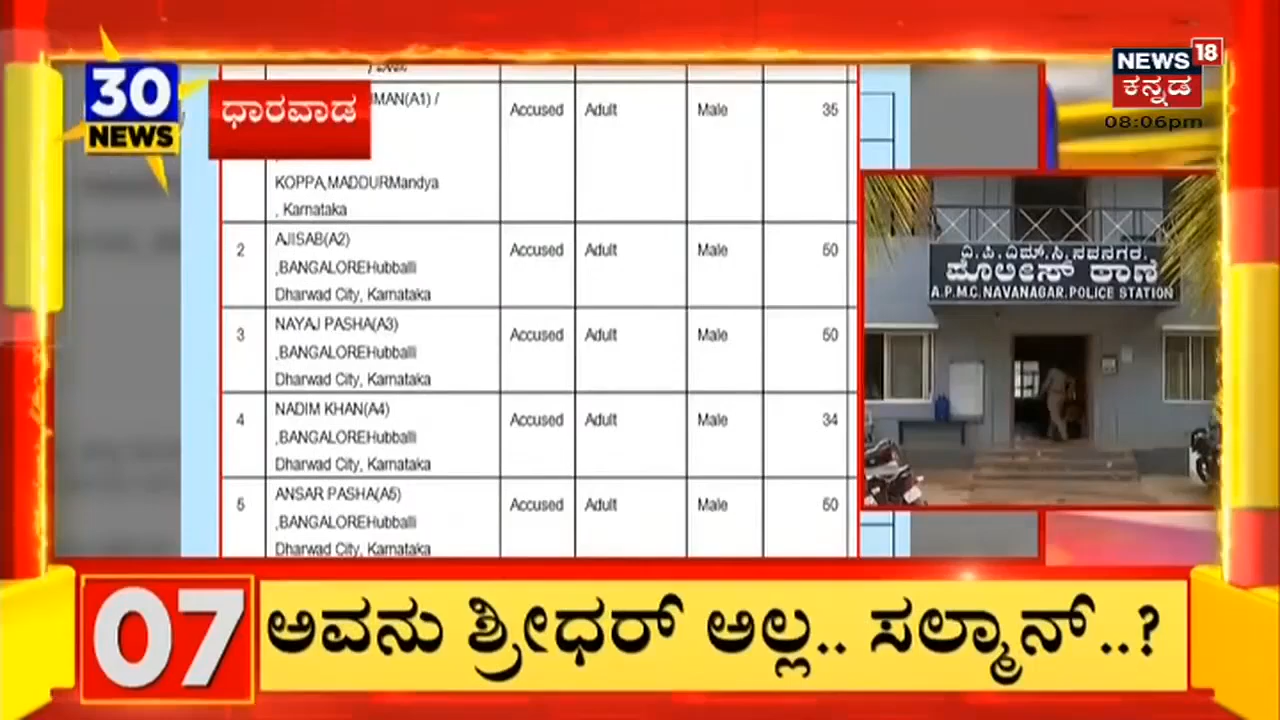 30
NEWS
ಧಾರವಾಡ
NEWS 18
ಕನ್ನಡ
08:06pm
MAN(A1) / Accused Adult Male 35
KOPPA,MADDURMandya
, Karnataka
2 AJISAB(A2) Accused Adult Male 50
,BANGALOREHubballi
Dharwad City, Karnataka
3 NAYAJ PASHA(A3) Accused Adult Male 50
,BANGALOREHubballi
Dharwad City, Karnataka
4 NADIM KHAN(A4) Accused Adult Male 34
,BANGALOREHubballi
Dharwad City, Karnataka
5 ANSAR PASHA(A5) Accused Adult Male 50
,BANGALOREHubballi
Dharwad City, Karnataka
ಎ.ಪಿ.ಎಮ್.ಸಿ.ನವನಗರ.
ಪೊಲೀಸ್ ಠಾಣೆ
A.P.M.C.NAVANAGAR.POLICE STATION
07 ಅವನು ಶ್ರೀಧರ್ ಅಲ್ಲ.. ಸಲ್ಮಾನ್..?